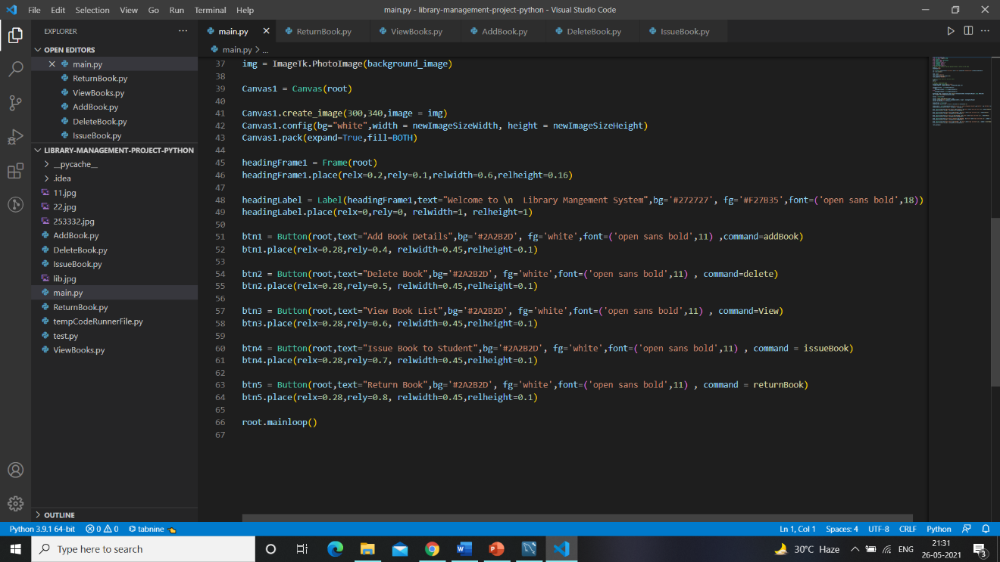 File Edit Selection View Go Run Terminal Help main.py - library-management-project-python - Visual Studio Code
EXPLORER
OPEN EDITORS
main.py
ReturnBook.py
ViewBooks.py
AddBook.py
DeleteBook.py
IssueBook.py
LIBRARY-MANAGEMENT-PROJECT-PYTHON
__pycache__
.idea
11.jpg
22.jpg
253332.jpg
AddBook.py
DeleteBook.py
IssueBook.py
lib.jpg
main.py
ReturnBook.py
tempCodeRunnerFile.py
test.py
ViewBooks.py
OUTLINE
main.py ReturnBook.py ViewBooks.py AddBook.py DeleteBook.py IssueBook.py
main.py > ...
37 img = ImageTk.PhotoImage(background_image)
38
39 Canvas1 = Canvas(root)
40
41 Canvas1.create_image(300,340,image = img)
42 Canvas1.config(bg="white",width = newImageSizeWidth, height = newImageSizeHeight)
43 Canvas1.pack(expand=True,fill=BOTH)
44
45 headingFrame1 = Frame(root)
46 headingFrame1.place(relx=0.2,rely=0.1,relwidth=0.6,relheight=0.16)
47
48 headingLabel = Label(headingFrame1,text="Welcome to \n  Library Mangement System",bg='#272727', fg='#F27B35',font=('open sans bold',18))
49 headingLabel.place(relx=0,rely=0, relwidth=1, relheight=1)
50
51 btn1 = Button(root,text="Add Book Details",bg='#2A2B2D', fg='white',font=('open sans bold',11) ,command=addBook)
52 btn1.place(relx=0.28,rely=0.4, relwidth=0.45,relheight=0.1)
53
54 btn2 = Button(root,text="Delete Book",bg='#2A2B2D', fg='white',font=('open sans bold',11) , command=delete)
55 btn2.place(relx=0.28,rely=0.5, relwidth=0.45,relheight=0.1)
56
57 btn3 = Button(root,text="View Book List",bg='#2A2B2D', fg='white',font=('open sans bold',11) , command=View)
58 btn3.place(relx=0.28,rely=0.6, relwidth=0.45,relheight=0.1)
59
60 btn4 = Button(root,text="Issue Book to Student",bg='#2A2B2D', fg='white',font=('open sans bold',11) , command = issueBook)
61 btn4.place(relx=0.28,rely=0.7, relwidth=0.45,relheight=0.1)
62
63 btn5 = Button(root,text="Return Book",bg='#2A2B2D', fg='white',font=('open sans bold',11) , command = returnBook)
64 btn5.place(relx=0.28,rely=0.8, relwidth=0.45,relheight=0.1)
65
66 root.mainloop()
67
Python 3.9.1 64-bit 0 0 tabnine Ln 1, Col 1 Spaces: 4 UTF-8 CRLF Python
Type here to search 30°C Haze ENG 21:31
26-05-2021 3